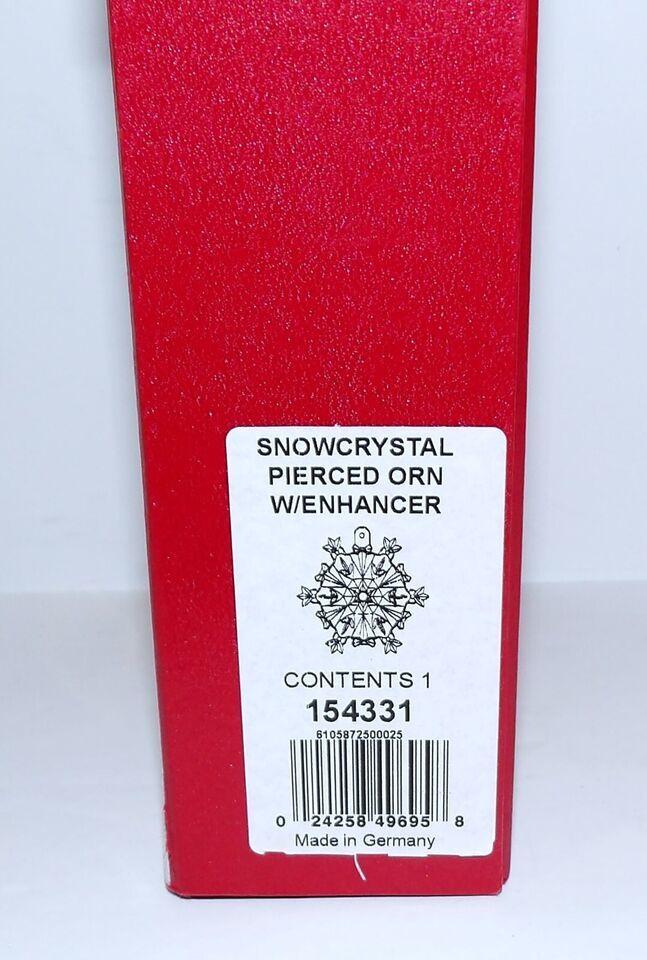 SNOWCRYSTAL
PIERCED ORN
W/ENHANCER
CONTENTS 1
154331
6105872500025
0 24258 49695 8
Made in Germany